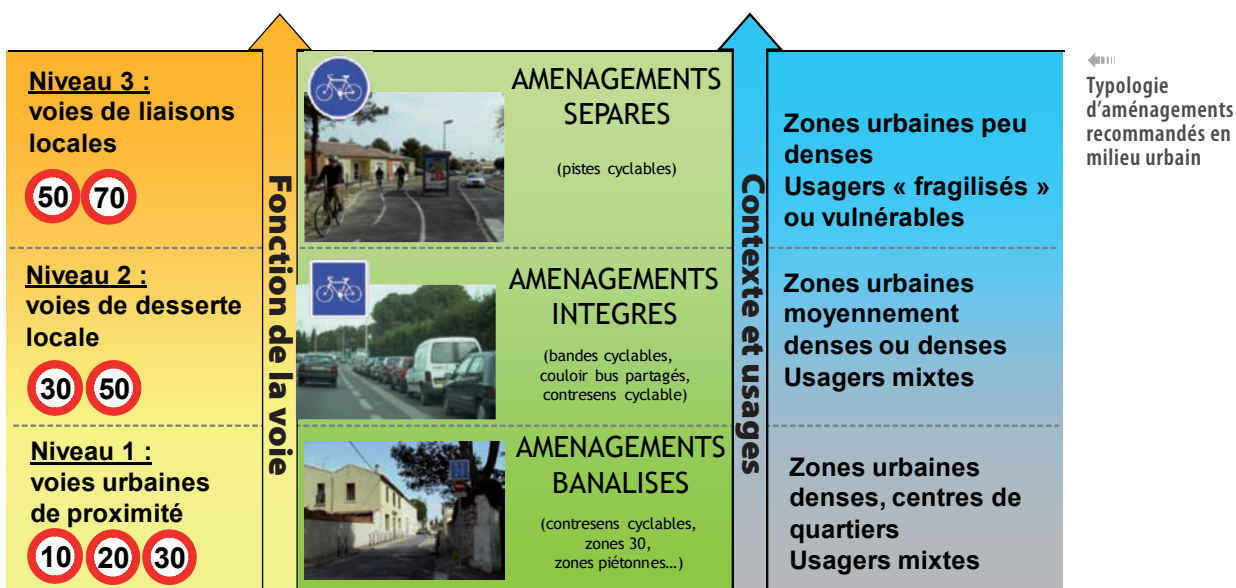 Niveau 3 :
voies de liaisons
locales
50 70
Niveau 2 :
voies de desserte
locale
30 50
Niveau 1 :
voies urbaines
de proximité
10 20 30
Fonction de la voie
AMENAGEMENTS
SEPARES
(pistes cyclables)
AMENAGEMENTS
INTEGRES
(bandes cyclables,
couloir bus partagés,
contresens cyclable)
AMENAGEMENTS
BANALISES
(contresens cyclables,
zones 30,
zones piétonnes...)
Contexte et usages
Zones urbaines peu
denses
Usagers « fragilisés »
ou vulnérables
Zones urbaines
moyennement
denses ou denses
Usagers mixtes
Zones urbaines
denses, centres de
quartiers
Usagers mixtes
Typologie
d'aménagements
recommandés en
milieu urbain